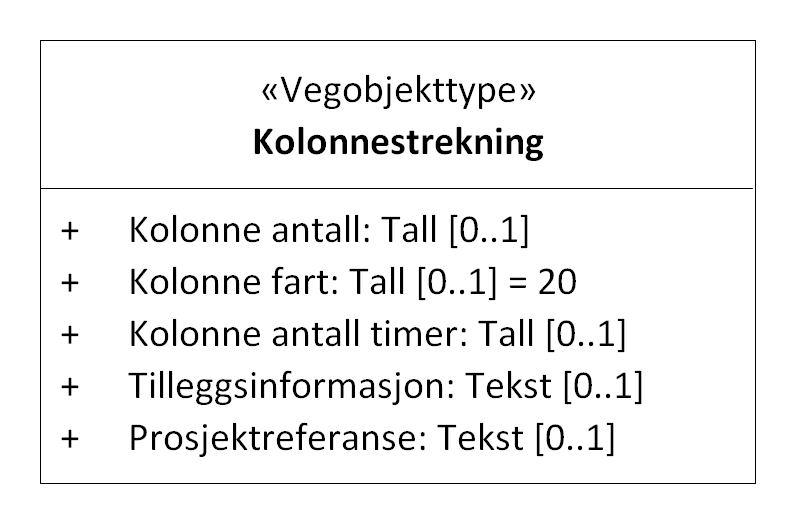 «Vegobjekttype»
Kolonnestrekning
+ Kolonne antall: Tall [0..1]
+ Kolonne fart: Tall [0..1] = 20
+ Kolonne antall timer: Tall [0..1]
+ Tilleggsinformasjon: Tekst [0..1]
+ Prosjektreferanse: Tekst [0..1]